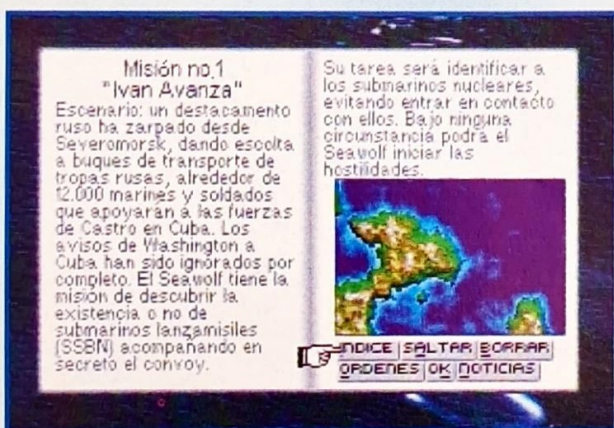 Misión no.1
"Ivan Avanza"
Escenario: un destacamento
ruso ha zarpado desde
Severomorsk, dando escolta
a buques de transporte de
tropas rusas, alrededor de
12.000 marines y soldados
que apoyarán a las fuerzas
de Castro en Cuba. Los
avisos de Washington a
Cuba han sido ignorados por
completo. El Seawolf tiene la
misión de descubrir la
existencia o no de
submarinos lanzamisiles
(SSBN) acompañando en
secreto el convoy.
Su tarea será identificar a
los submarinos nucleares,
evitando entrar en contacto
con ellos. Bajo ninguna
circunstancia podrá el
Seawolf iniciar las
hostilidades.
INDICE SALTAR BORRAR
ORDENES OK NOTICIAS